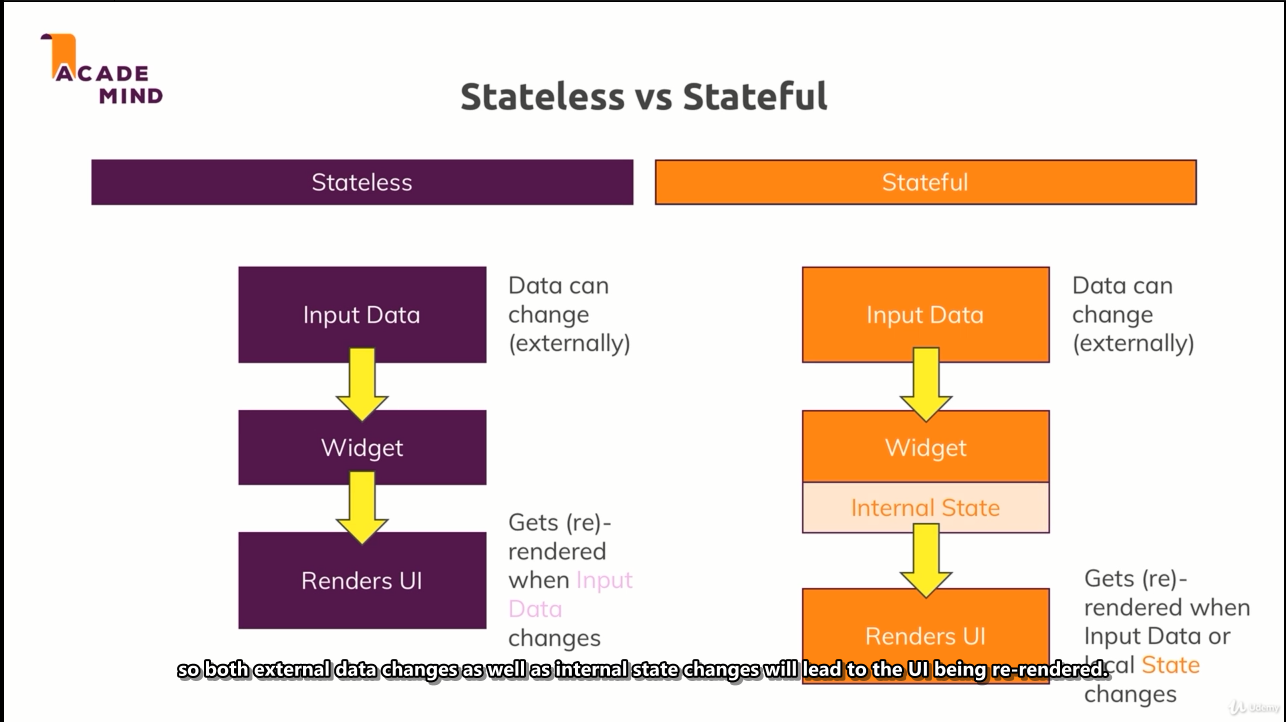 ACADE
MIND
Stateless vs Stateful
Stateless
Stateful
Input Data
Data can
change
(externally)
Input Data
Data can
change
(externally)
Widget
Widget
Internal State
Gets (re)-
rendered
when Input
Data
changes
Renders UI
Gets (re)-
rendered when
Input Data or
local State
changes
Renders UI
so both external data changes as well as internal state changes will lead to the UI being re-rendered.
Udemy